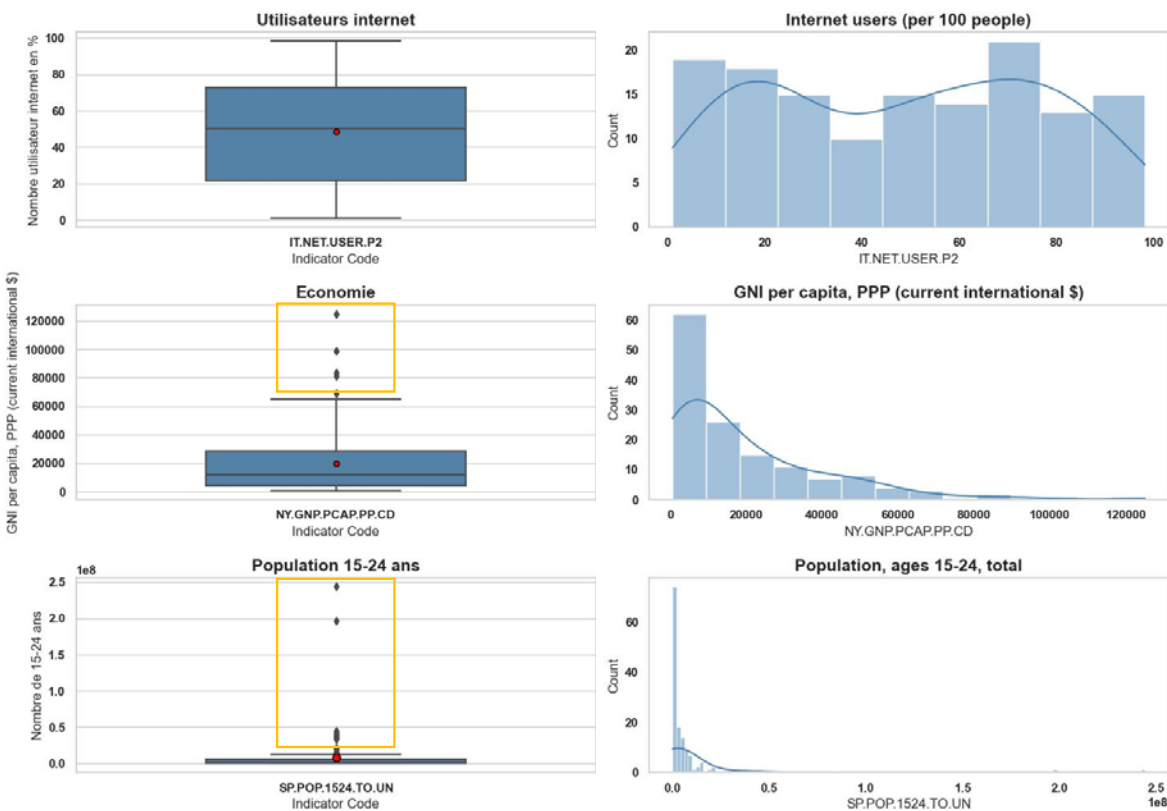 Utilisateurs internet
Nombre utilisateur internet en %
100
80
60
40
20
0
IT.NET.USER.P2
Indicator Code
Internet users (per 100 people)
Count
20
15
10
5
0
0 20 40 60 80 100
IT.NET.USER.P2
Economie
GNI per capita, PPP (current international $)
120000
100000
80000
60000
40000
20000
0
NY.GNP.PCAP.PP.CD
Indicator Code
GNI per capita, PPP (current international $)
Count
60
50
40
30
20
10
0
0 20000 40000 60000 80000 100000 120000
NY.GNP.PCAP.PP.CD
Population 15-24 ans
1e8
Nombre de 15-24 ans
2.5
2.0
1.5
1.0
0.5
0.0
SP.POP.1524.TO.UN
Indicator Code
Population, ages 15-24, total
Count
60
40
20
0
0.0 0.5 1.0 1.5 2.0 2.5
SP.POP.1524.TO.UN
1e8